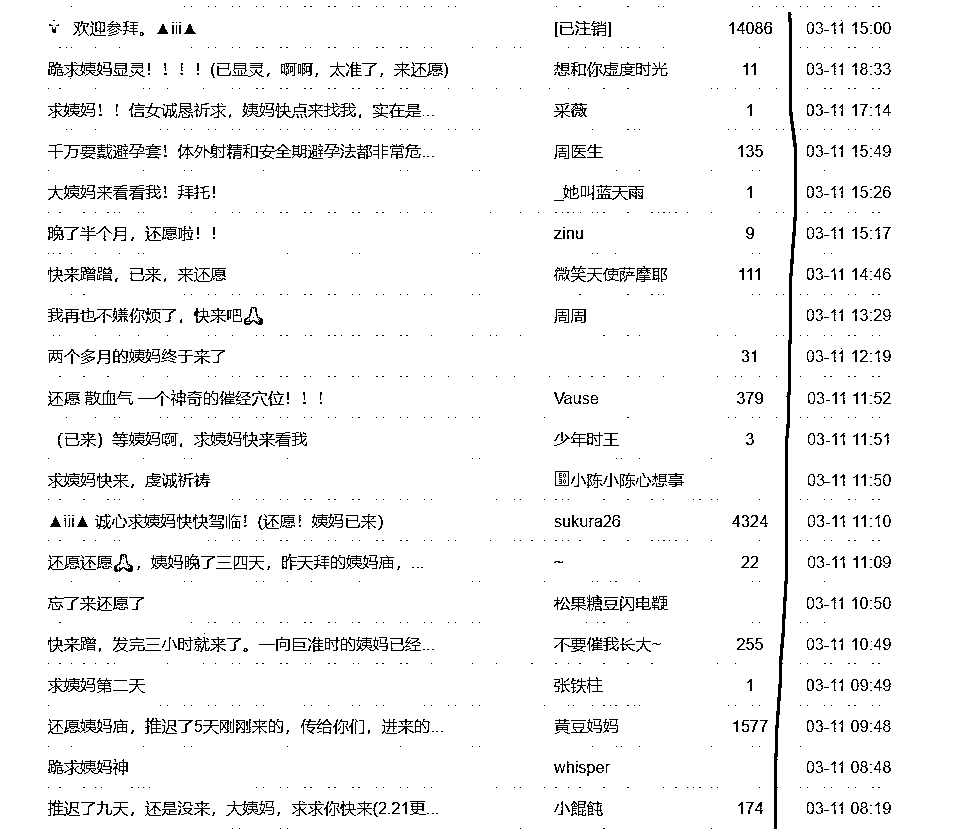 欢迎参拜。▲iii▲ [已注销] 14086 03-11 15:00
跪求姨妈显灵！！！！(已显灵，啊啊，太准了，来还愿) 想和你虚度时光 11 03-11 18:33
求姨妈！！信女诚恳祈求，姨妈快点来找我，实在是... 采薇 1 03-11 17:14
千万要戴避孕套！体外射精和安全期避孕法都非常危... 周医生 135 03-11 15:49
大姨妈来看看我！拜托！ _她叫蓝天雨 1 03-11 15:26
晚了半个月，还愿啦！！ zinu 9 03-11 15:17
快来蹭蹭，已来，来还愿 微笑天使萨摩耶 111 03-11 14:46
我再也不嫌你烦了，快来吧🙏 周周 03-11 13:29
两个多月的姨妈终于来了 31 03-11 12:19
还愿 散血气 一个神奇的催经穴位！！！ Vause 379 03-11 11:52
（已来）等姨妈啊，求姨妈快来看我 少年时王 3 03-11 11:51
求姨妈快来，虔诚祈祷 小陈小陈心想事 03-11 11:50
▲iii▲ 诚心求姨妈快快驾临！(还愿！姨妈已来) sukura26 4324 03-11 11:10
还愿还愿🙏，姨妈晚了三四天，昨天拜的姨妈庙，... ~ 22 03-11 11:09
忘了来还愿了 松果糖豆闪电鞭 03-11 10:50
快来蹭，发完三小时就来了。一向巨准时的姨妈已经... 不要催我长大~ 255 03-11 10:49
求姨妈第二天 张铁柱 1 03-11 09:49
还愿姨妈庙，推迟了5天刚刚来的，传给你们，进来的... 黄豆妈妈 1577 03-11 09:48
跪求姨妈神 whisper 03-11 08:48
推迟了九天，还是没来，大姨妈，求求你快来(2.21更... 小馄饨 174 03-11 08:19